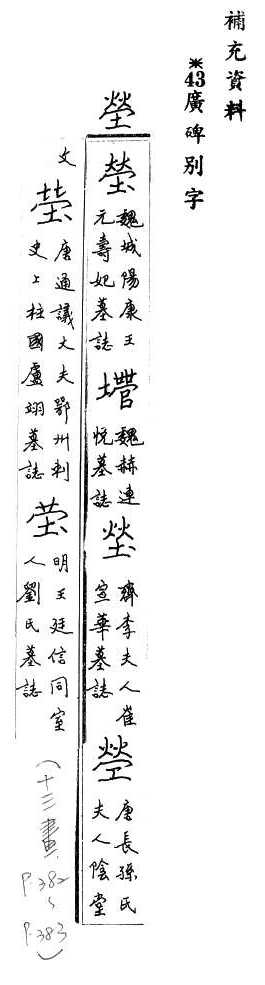 補充資料
※43廣碑別字
塋
塋 魏城陽康王元壽妃墓誌 魏赫連悅墓誌 塋 齊李夫人崔宣華墓誌 唐長孫氏夫人陰堂
文 唐通議大夫鄂州刺史上柱國盧翊墓誌 明王廷信同室人劉氏墓誌
(十三畫 P.382~P.383)